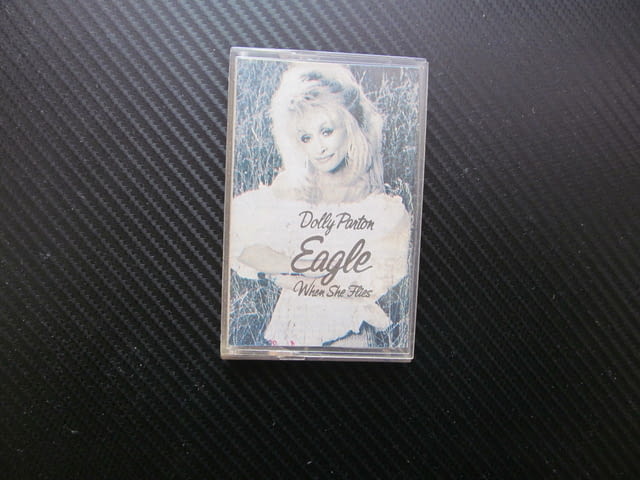 Dolly Parton
Eagle
When She Flies